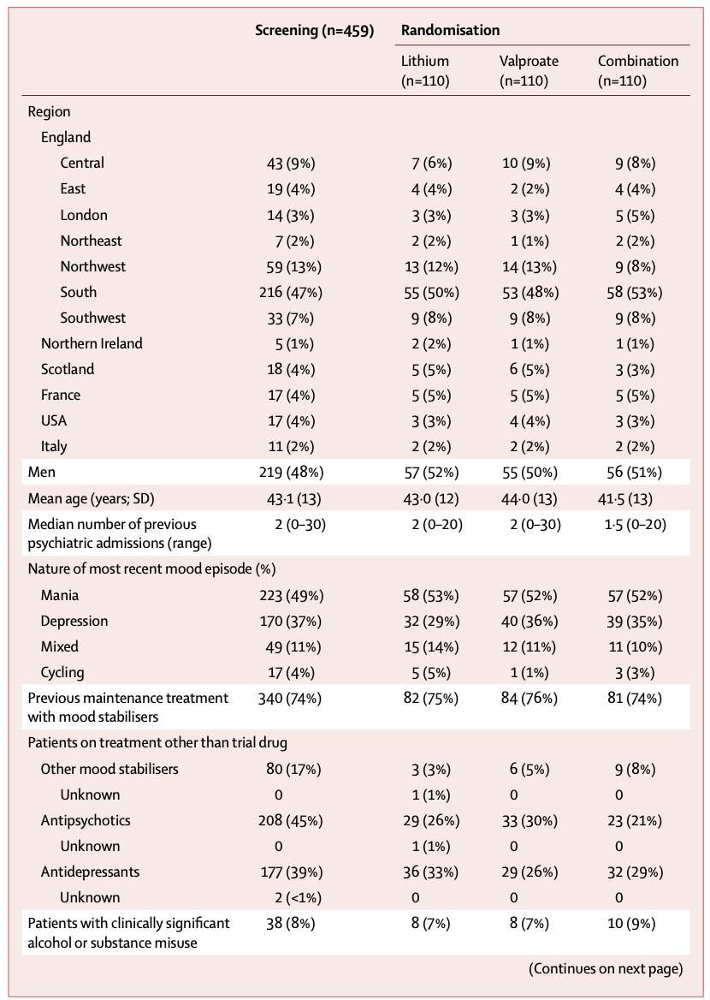 Screening (n=459) Randomisation
Lithium Valproate Combination
(n=110) (n=110) (n=110)
Region
England
Central 43 (9%) 7 (6%) 10 (9%) 9 (8%)
East 19 (4%) 4 (4%) 2 (2%) 4 (4%)
London 14 (3%) 3 (3%) 3 (3%) 5 (5%)
Northeast 7 (2%) 2 (2%) 1 (1%) 2 (2%)
Northwest 59 (13%) 13 (12%) 14 (13%) 9 (8%)
South 216 (47%) 55 (50%) 53 (48%) 58 (53%)
Southwest 33 (7%) 9 (8%) 9 (8%) 9 (8%)
Northern Ireland 5 (1%) 2 (2%) 1 (1%) 1 (1%)
Scotland 18 (4%) 5 (5%) 6 (5%) 3 (3%)
France 17 (4%) 5 (5%) 5 (5%) 5 (5%)
USA 17 (4%) 3 (3%) 4 (4%) 3 (3%)
Italy 11 (2%) 2 (2%) 2 (2%) 2 (2%)
Men 219 (48%) 57 (52%) 55 (50%) 56 (51%)
Mean age (years; SD) 43·1 (13) 43·0 (12) 44·0 (13) 41·5 (13)
Median number of previous 2 (0–30) 2 (0–20) 2 (0–30) 1·5 (0–20)
psychiatric admissions (range)
Nature of most recent mood episode (%)
Mania 223 (49%) 58 (53%) 57 (52%) 57 (52%)
Depression 170 (37%) 32 (29%) 40 (36%) 39 (35%)
Mixed 49 (11%) 15 (14%) 12 (11%) 11 (10%)
Cycling 17 (4%) 5 (5%) 1 (1%) 3 (3%)
Previous maintenance treatment 340 (74%) 82 (75%) 84 (76%) 81 (74%)
with mood stabilisers
Patients on treatment other than trial drug
Other mood stabilisers 80 (17%) 3 (3%) 6 (5%) 9 (8%)
Unknown 0 1 (1%) 0 0
Antipsychotics 208 (45%) 29 (26%) 33 (30%) 23 (21%)
Unknown 0 1 (1%) 0 0
Antidepressants 177 (39%) 36 (33%) 29 (26%) 32 (29%)
Unknown 2 (<1%) 0 0 0
Patients with clinically significant 38 (8%) 8 (7%) 8 (7%) 10 (9%)
alcohol or substance misuse
(Continues on next page)